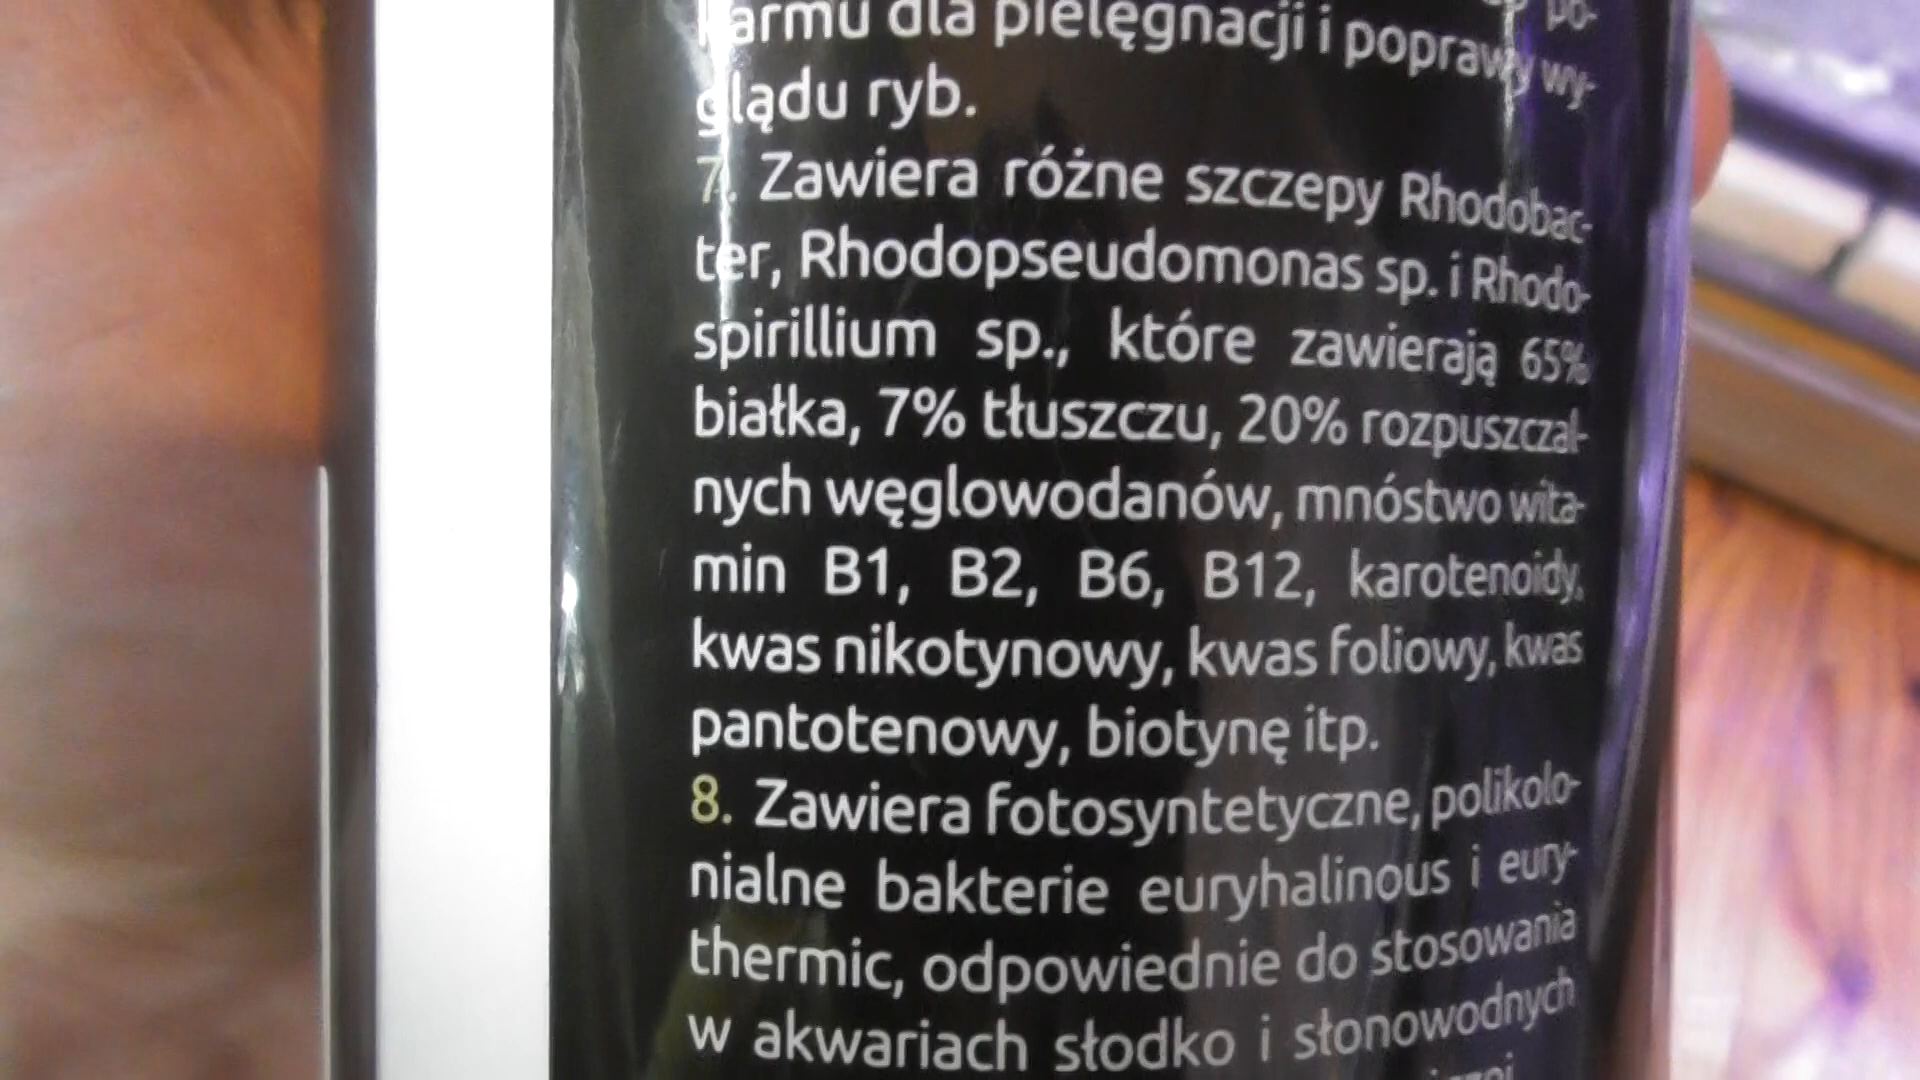 po-
karmu dla pielęgnacji i poprawy wy-
glądu ryb.
7. Zawiera różne szczepy Rhodobac-
ter, Rhodopseudomonas sp. i Rhodo-
spirillium sp., które zawierają 65%
białka, 7% tłuszczu, 20% rozpuszczal-
nych węglowodanów, mnóstwo wita-
min B1, B2, B6, B12, karotenoidy,
kwas nikotynowy, kwas foliowy, kwas
pantotenowy, biotynę itp.
8. Zawiera fotosyntetyczne, polikolo-
nialne bakterie euryhalinous i eury-
thermic, odpowiednie do stosowania
w akwariach słodko i słonowodnych